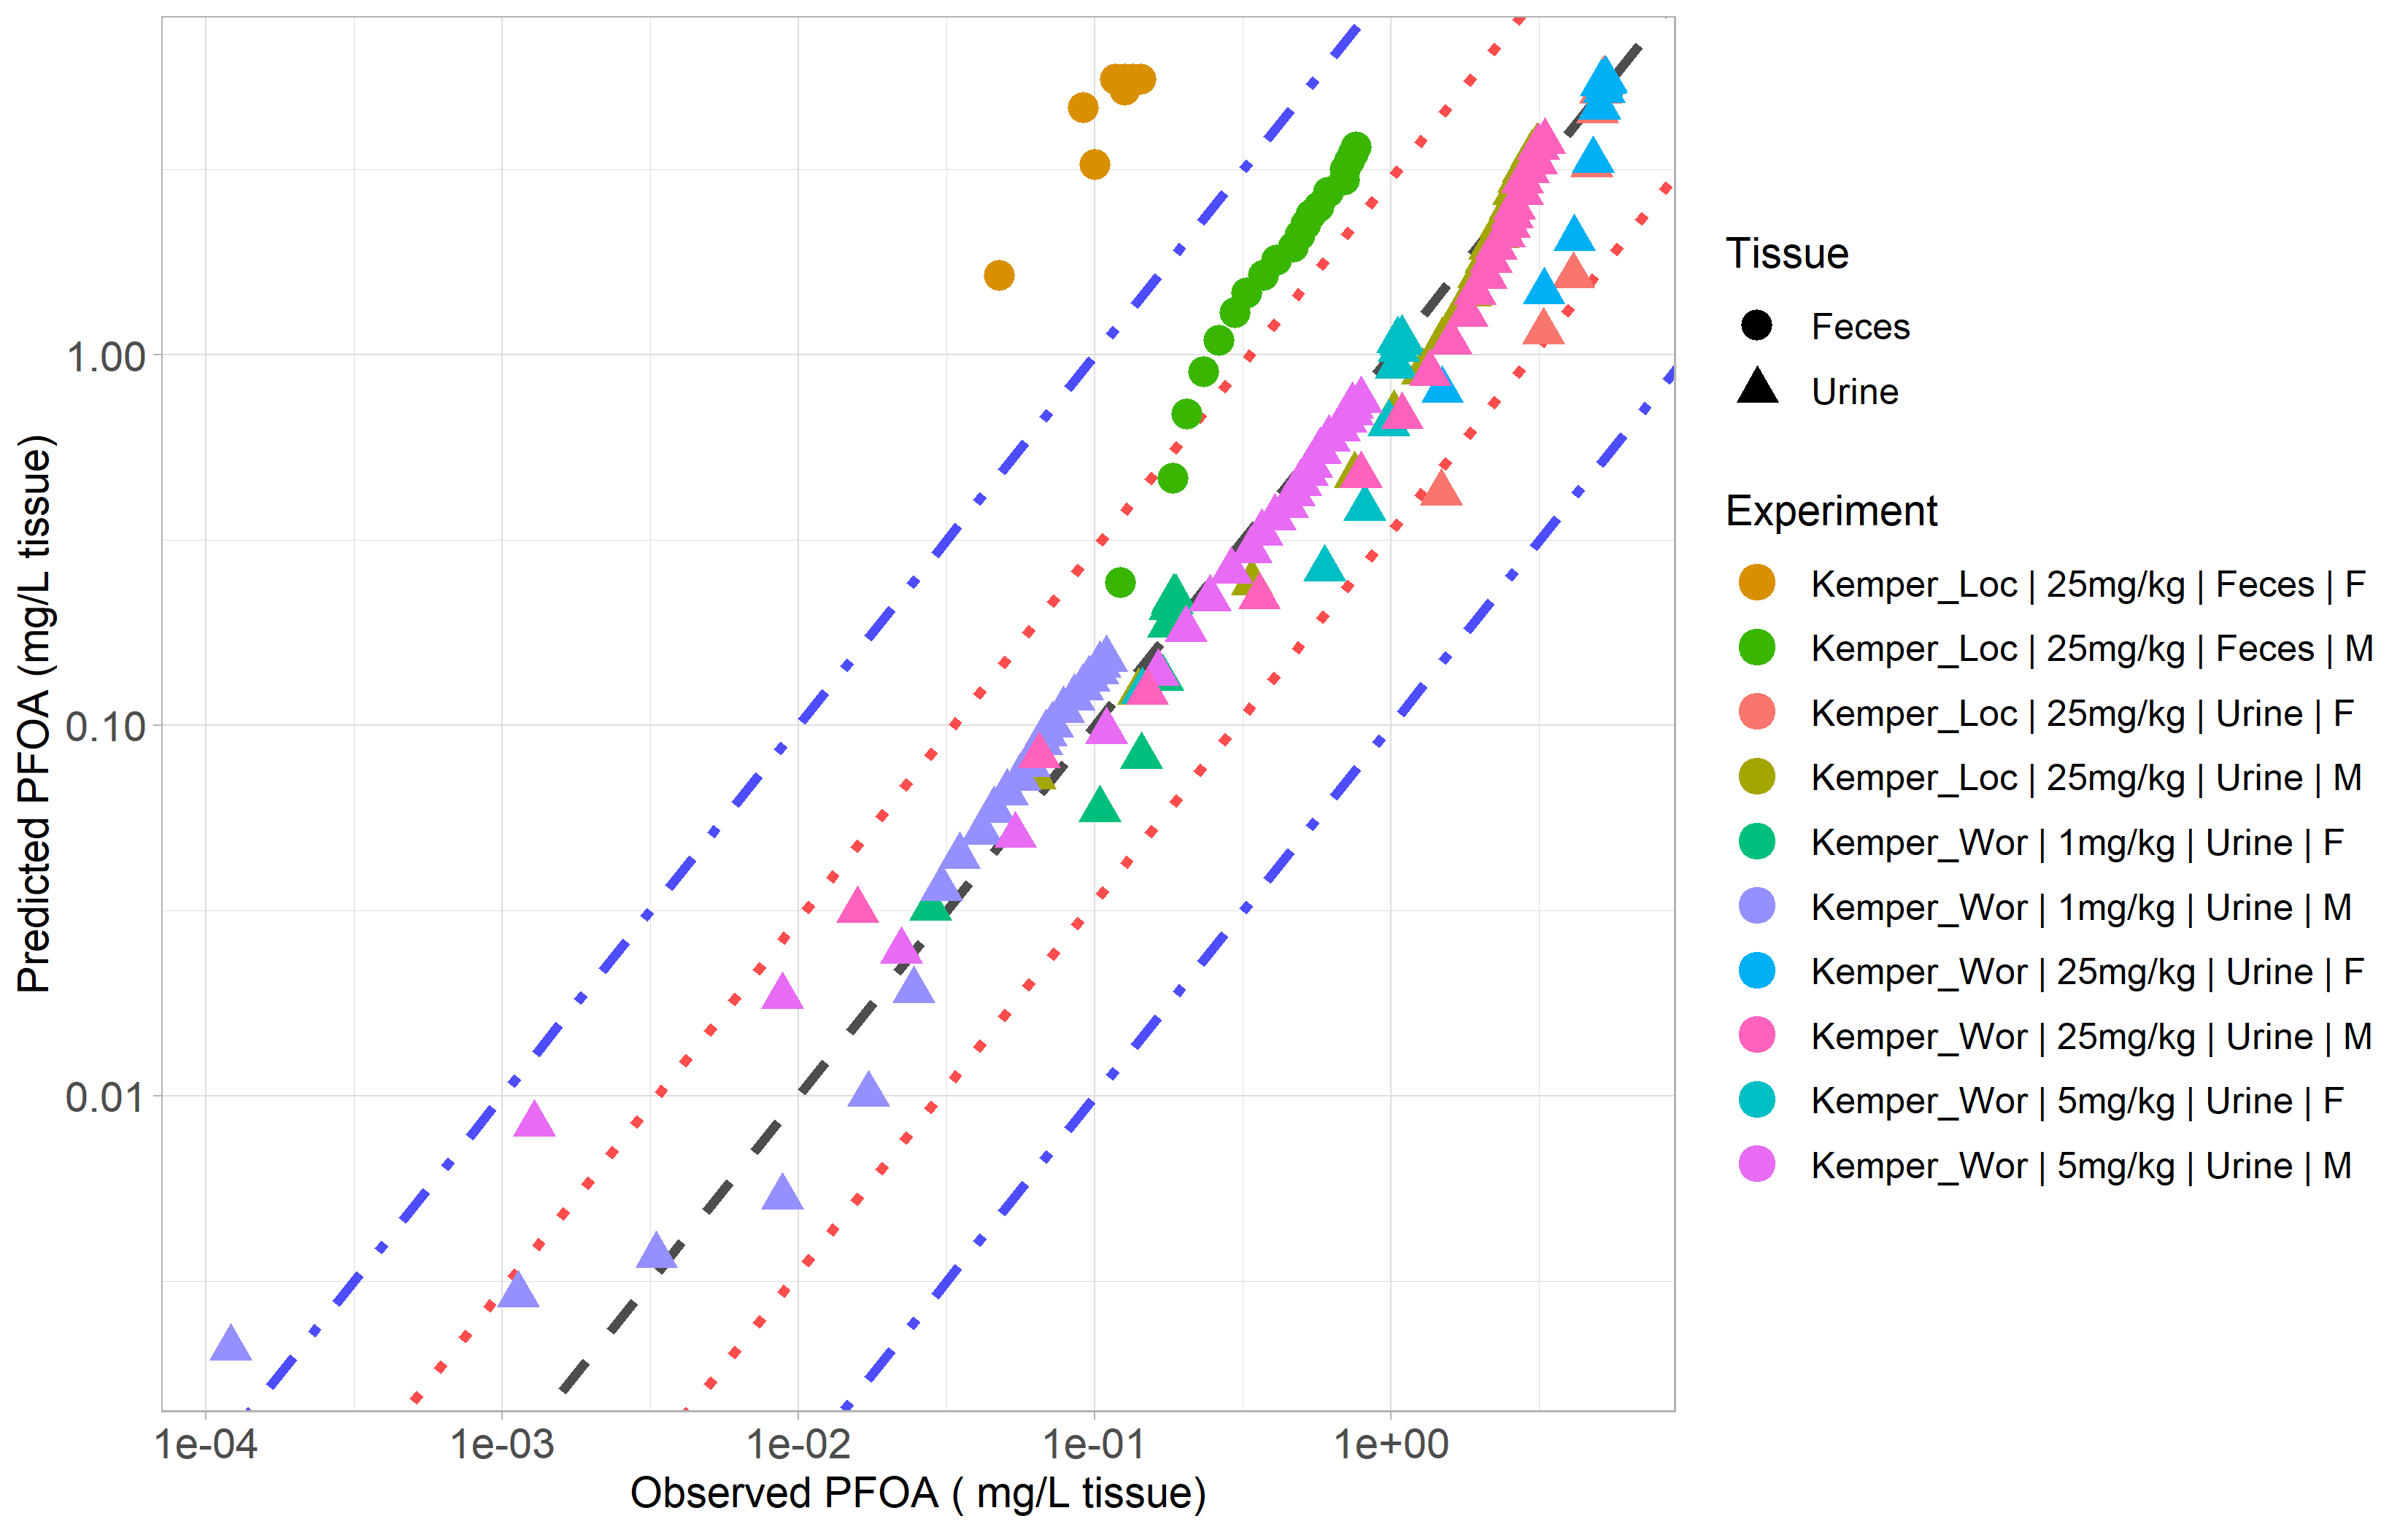 Predicted PFOA (mg/L tissue)
1.00
0.10
0.01
1e-04
1e-03
1e-02
1e-01
1e+00
Observed PFOA ( mg/L tissue)
Tissue
Feces
Urine
Experiment
Kemper_Loc | 25mg/kg | Feces | F
Kemper_Loc | 25mg/kg | Feces | M
Kemper_Loc | 25mg/kg | Urine | F
Kemper_Loc | 25mg/kg | Urine | M
Kemper_Wor | 1mg/kg | Urine | F
Kemper_Wor | 1mg/kg | Urine | M
Kemper_Wor | 25mg/kg | Urine | F
Kemper_Wor | 25mg/kg | Urine | M
Kemper_Wor | 5mg/kg | Urine | F
Kemper_Wor | 5mg/kg | Urine | M